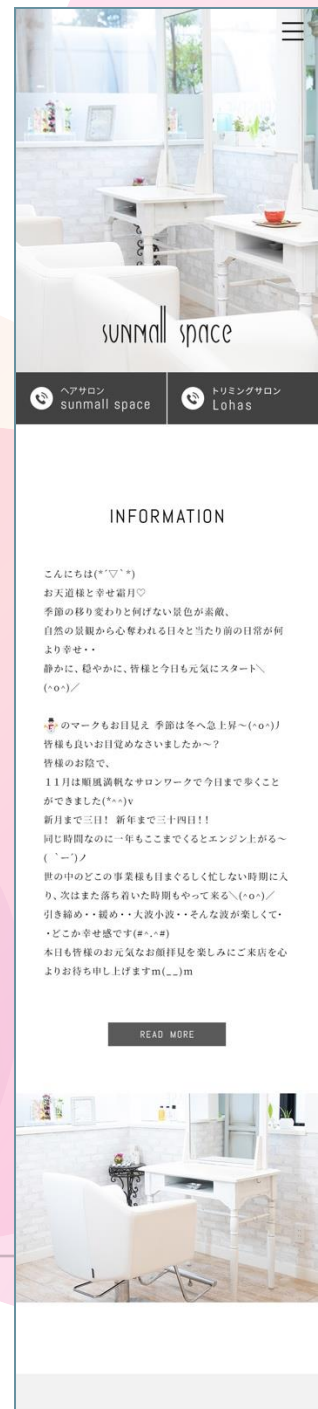 sunmall space
ヘアサロン
sunmall space
トリミングサロン
Lohas
INFORMATION
こんにちは(*´▽`*)
お天道様と幸せ霜月♡
季節の移り変わりと何げない景色が素敵、
自然の景観から心奪われる日々と当たり前の日常が何
より幸せ・・
静かに、穏やかに、皆様と今日も元気にスタート＼
(^o^)／
⛄のマークもお目見え 季節は冬へ急上昇～(^o^)丿
皆様も良いお目覚めなさいましたか～？
皆様のお陰で、
１１月は順風満帆なサロンワークで今日まで歩くこと
ができました(*^^)v
新月まで三日！ 新年まで三十四日！！
同じ時間なのに一年もここまでくるとエンジン上がる～
( ｀ー´)ノ
世の中のどこの事業様も目まぐるしく忙しない時期に入
り、次はまた落ち着いた時期もやって来る＼(^o^)／
引き締め・・緩め・・大波小波・・そんな波が楽しくて・
・どこか幸せ感です(#^.^#)
本日も皆様のお元気なお顔拝見を楽しみにご来店を心
よりお待ち申し上げますm(__)m
READ MORE